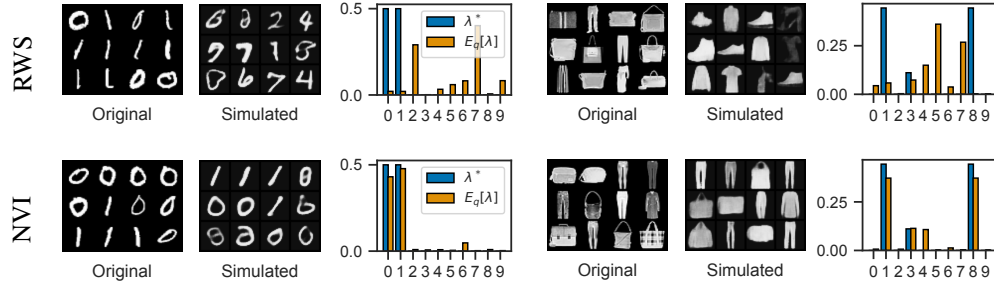 RWS
0.5
0.0
λ*
E_q[λ]
0 1 2 3 4 5 6 7 8 9
Original
Simulated
0.25
0.00
0 1 2 3 4 5 6 7 8 9
Original
Simulated
NVI
0.5
0.0
λ*
E_q[λ]
0 1 2 3 4 5 6 7 8 9
Original
Simulated
0.25
0.00
0 1 2 3 4 5 6 7 8 9
Original
Simulated